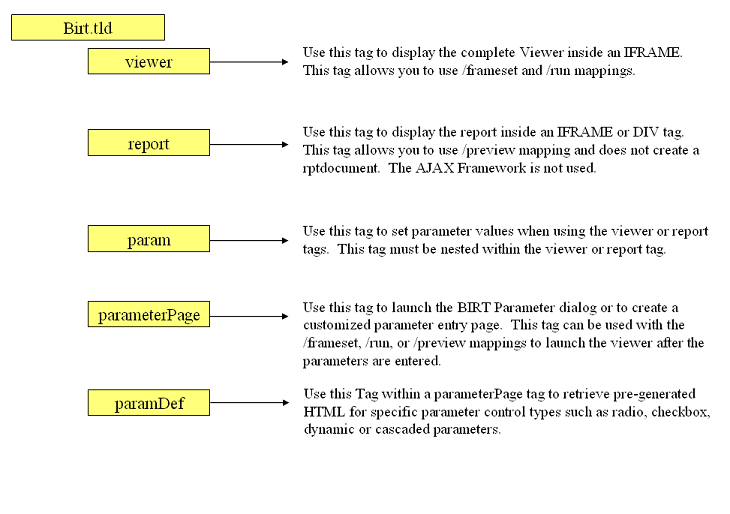 Birt.tld
viewer
Use this tag to display the complete Viewer inside an IFRAME.
This tag allows you to use /frameset and /run mappings.
report
Use this tag to display the report inside an IFRAME or DIV tag.
This tag allows you to use /preview mapping and does not create a
rptdocument.  The AJAX Framework is not used.
param
Use this tag to set parameter values when using the viewer or report
tags.  This tag must be nested within the viewer or report tag.
parameterPage
Use this tag to launch the BIRT Parameter dialog or to create a
customized parameter entry page.  This tag can be used with the
/frameset, /run, or /preview mappings to launch the viewer after the
parameters are entered.
paramDef
Use this Tag within a parameterPage tag to retrieve pre-generated
HTML for specific parameter control types such as radio, checkbox,
dynamic or cascaded parameters.